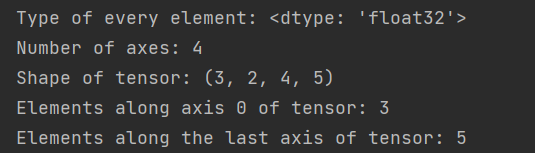 Type of every element: <dtype: 'float32'>
Number of axes: 4
Shape of tensor: (3, 2, 4, 5)
Elements along axis 0 of tensor: 3
Elements along the last axis of tensor: 5